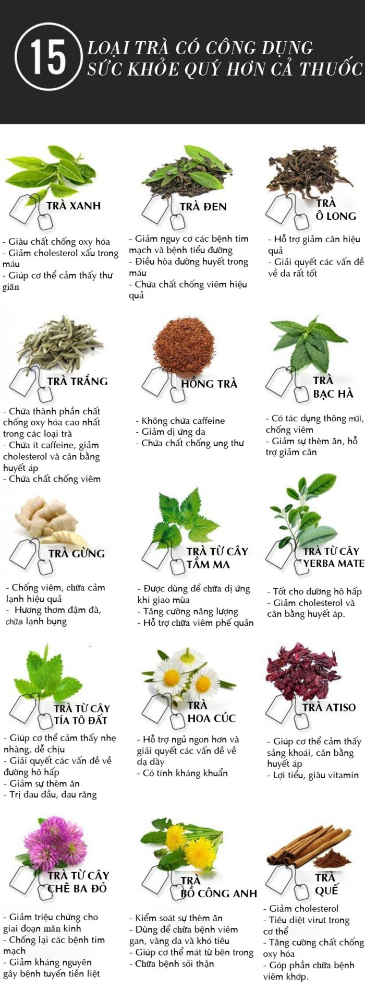 15
LOẠI TRÀ CÓ CÔNG DỤNG
SỨC KHỎE QUÝ HƠN CẢ THUỐC
TRÀ XANH
- Giàu chất chống oxy hóa
- Giảm cholesterol xấu trong
máu
- Giúp cơ thể cảm thấy thư
giãn
TRÀ ĐEN
- Giảm nguy cơ các bệnh tim
mạch và bệnh tiểu đường
- Điều hòa đường huyết trong
máu
- Chứa chất chống viêm hiệu
quả
TRÀ
Ô LONG
- Hỗ trợ giảm cân hiệu
quả
- Giải quyết các vấn đề
về da rất tốt
TRÀ TRẮNG
- Chứa thành phần chất
chống oxy hóa cao nhất
trong các loại trà
- Chứa ít caffeine, giảm
cholesterol và cân bằng
huyết áp
- Chứa chất chống viêm
HỒNG TRÀ
- Không chứa caffeine
- Giảm dị ứng da
- Chứa chất chống ung thư
TRÀ
BẠC HÀ
- Có tác dụng thông mũi,
chống viêm
- Giảm sự thèm ăn, hỗ
trợ giảm cân
TRÀ GỪNG
- Chống viêm, chữa cảm
lạnh hiệu quả
- Hương thơm đậm đà,
chữa lạnh bụng
TRÀ TỪ CÂY
TẦM MA
- Được dùng để chữa dị ứng
khi giao mùa
- Tăng cường năng lượng
- Hỗ trợ chữa viêm phế quản
TRÀ TỪ CÂY
YERBA MATE
- Tốt cho đường hô hấp
- Giảm cholesterol và
cân bằng huyết áp.
TRÀ TỪ CÂY
TÍA TÔ ĐẤT
- Giúp cơ thể cảm thấy nhẹ
nhàng, dễ chịu
- Giải quyết các vấn đề về
đường hô hấp
- Giảm sự thèm ăn
- Trị đau đầu, đau răng
TRÀ
HOA CÚC
- Hỗ trợ ngủ ngon hơn và
giải quyết các vấn đề về
dạ dày
- Có tính kháng khuẩn
TRÀ ATISO
- Giúp cơ thể cảm thấy
sảng khoái, cân bằng
huyết áp
- Lợi tiểu, giàu vitamin
TRÀ TỪ CÂY
CHẼ BA ĐỎ
- Giảm triệu chứng cho
giai đoạn mãn kinh
- Chống lại các bệnh tim
mạch
- Giảm kháng nguyên
gây bệnh tuyến tiền liệt
TRÀ
BỒ CÔNG ANH
- Kiểm soát sự thèm ăn
- Dùng để chữa bệnh viêm
gan, vàng da và khó tiêu
- Giúp cơ thể mát từ bên trong
- Chữa bệnh sỏi thận
TRÀ
QUẾ
- Giảm cholesterol
- Tiêu diệt virut trong
cơ thể
- Tăng cường chất chống
oxy hóa
- Góp phần chữa bệnh
viêm khớp.